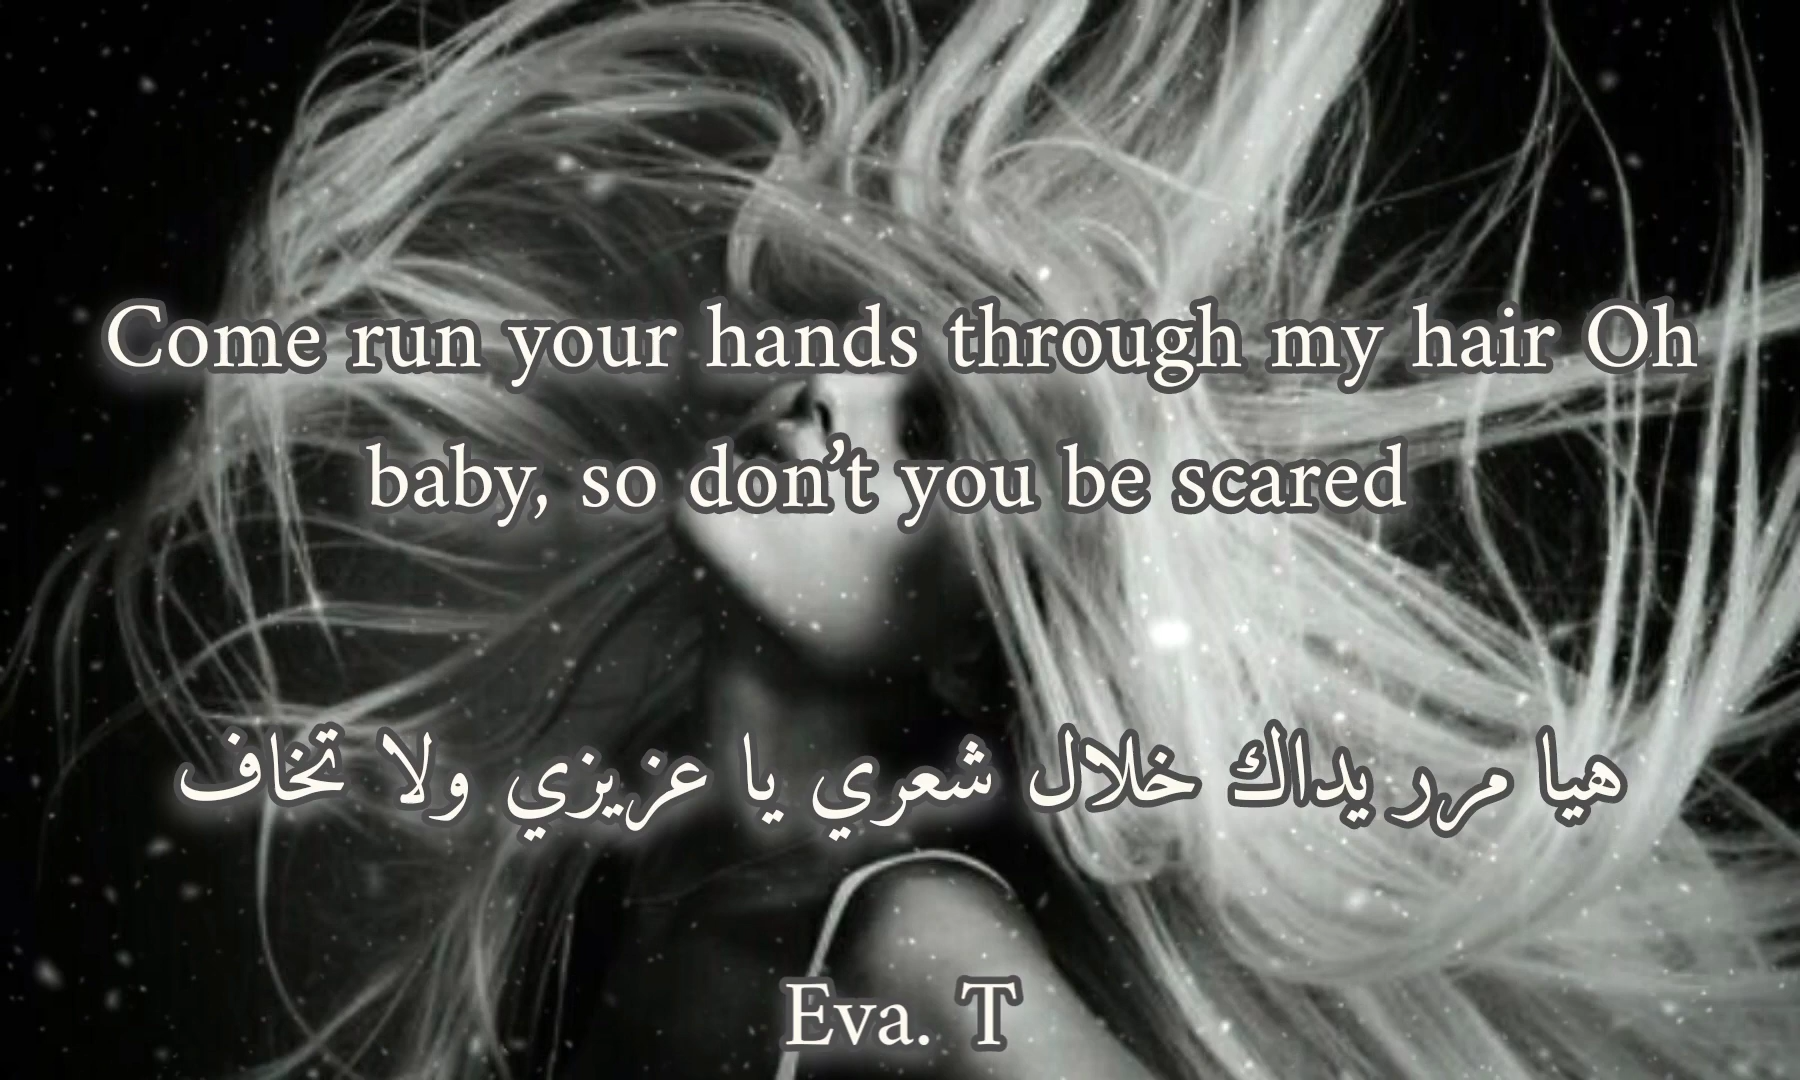 Come run your hands through my hair Oh
baby, so don’t you be scared
هيا مرر يداك خلال شعري يا عزيزي ولا تخاف
Eva. T